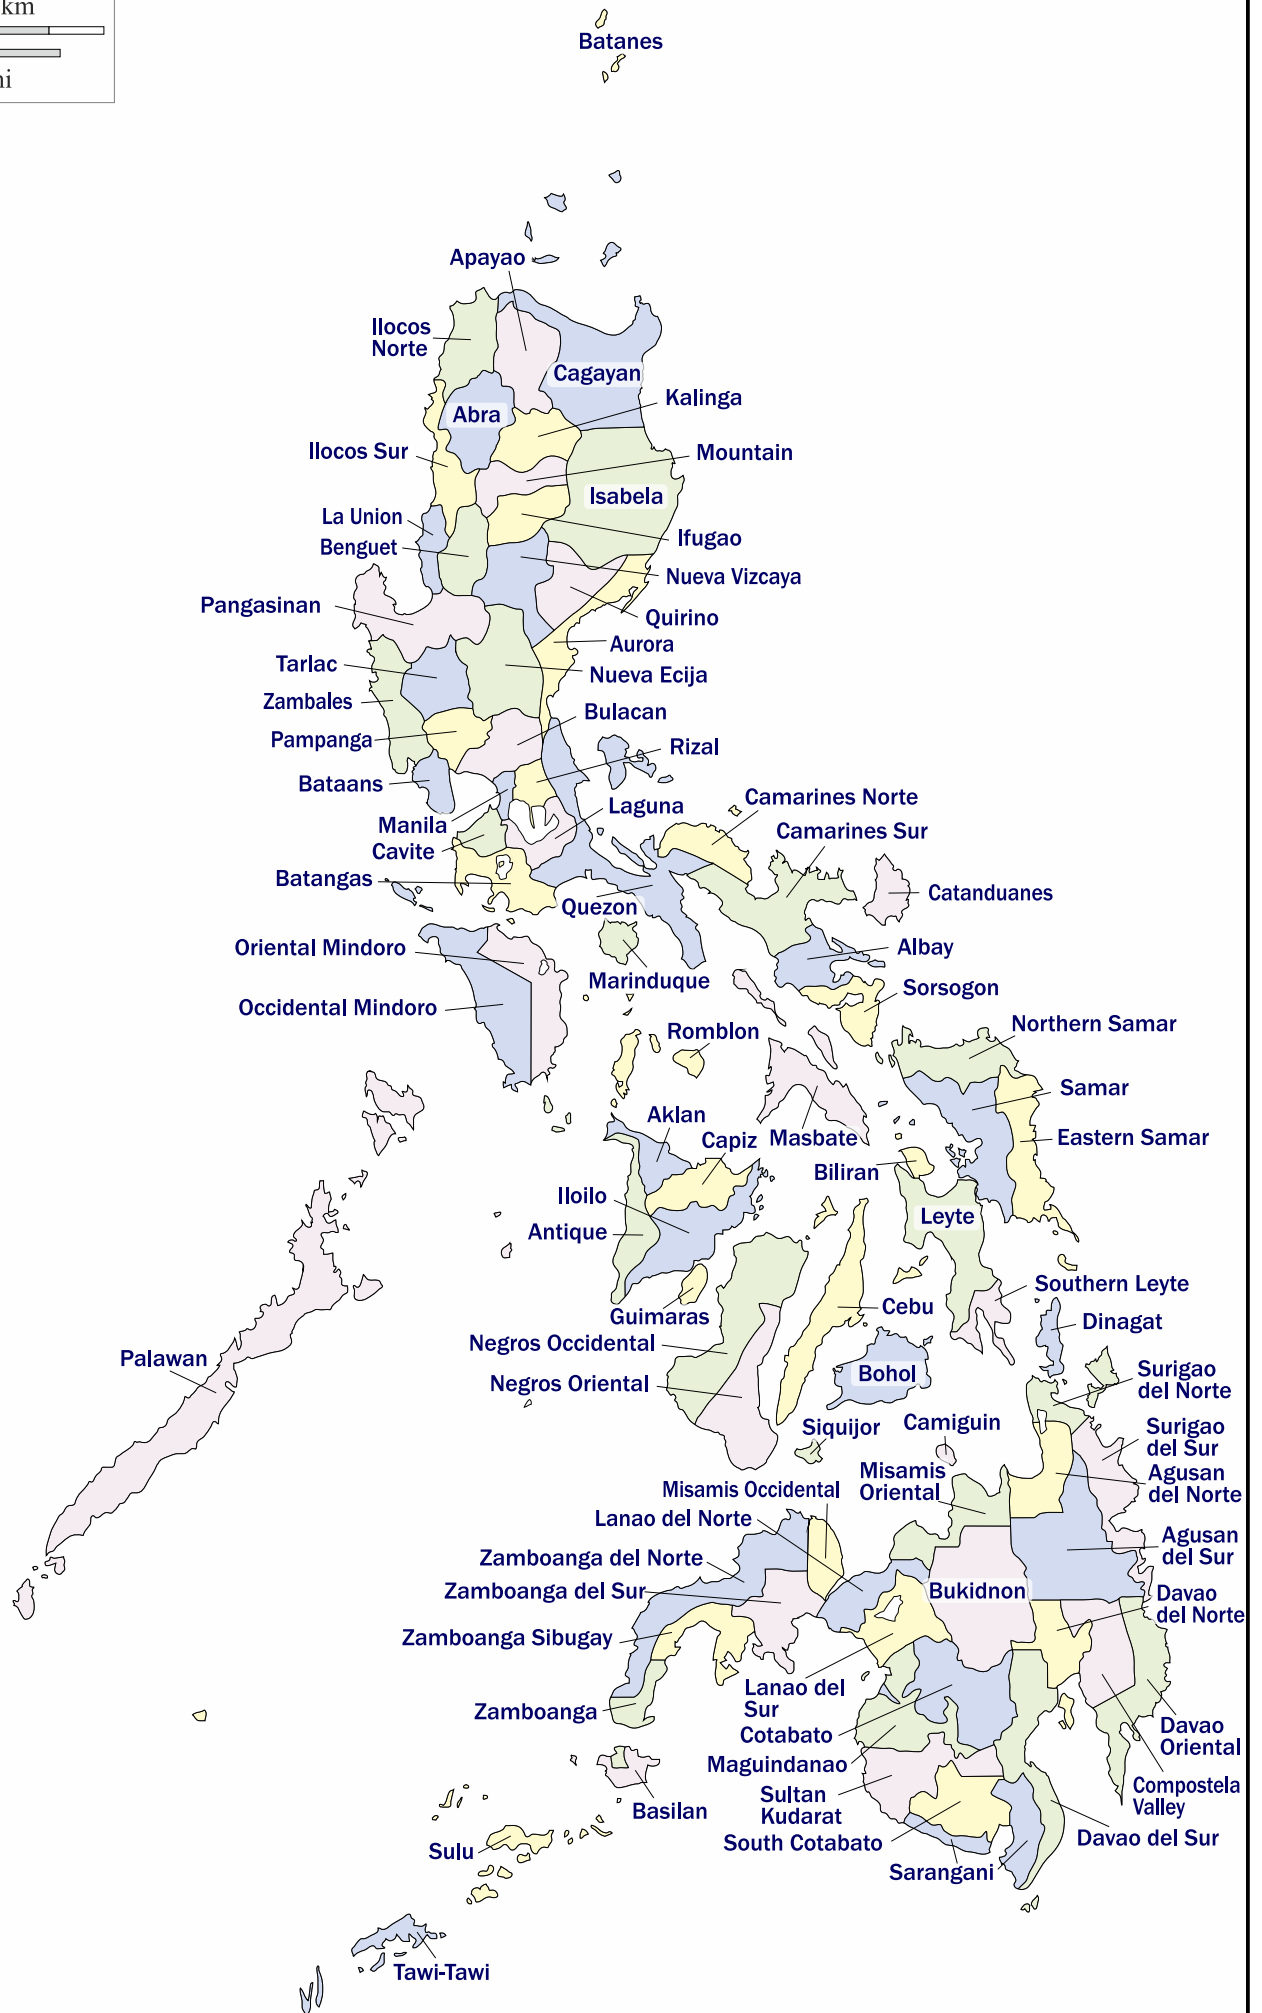 km
Batanes
Apayao
Ilocos
Norte
Cagayan
Kalinga
Abra
Ilocos Sur
Mountain
Isabela
La Union
Ifugao
Benguet
Nueva Vizcaya
Pangasinan
Quirino
Aurora
Tarlac
Nueva Ecija
Zambales
Bulacan
Pampanga
Rizal
Bataans
Camarines Norte
Laguna
Manila
Camarines Sur
Cavite
Batangas
Catanduanes
Quezon
Oriental Mindoro
Albay
Marinduque
Sorsogon
Occidental Mindoro
Northern Samar
Romblon
Samar
Aklan
Masbate
Capiz
Eastern Samar
Biliran
Iloilo
Leyte
Antique
Southern Leyte
Cebu
Guimaras
Dinagat
Negros Occidental
Palawan
Bohol
Surigao
del Norte
Negros Oriental
Siquijor
Camiguin
Surigao
del Sur
Misamis
Oriental
Agusan
del Norte
Misamis Occidental
Lanao del Norte
Agusan
del Sur
Zamboanga del Norte
Zamboanga del Sur
Bukidnon
Davao
del Norte
Zamboanga Sibugay
Lanao del
Sur
Zamboanga
Cotabato
Davao
Oriental
Maguindanao
Compostela
Valley
Sultan
Kudarat
Basilan
South Cotabato
Davao del Sur
Sulu
Sarangani
Tawi-Tawi